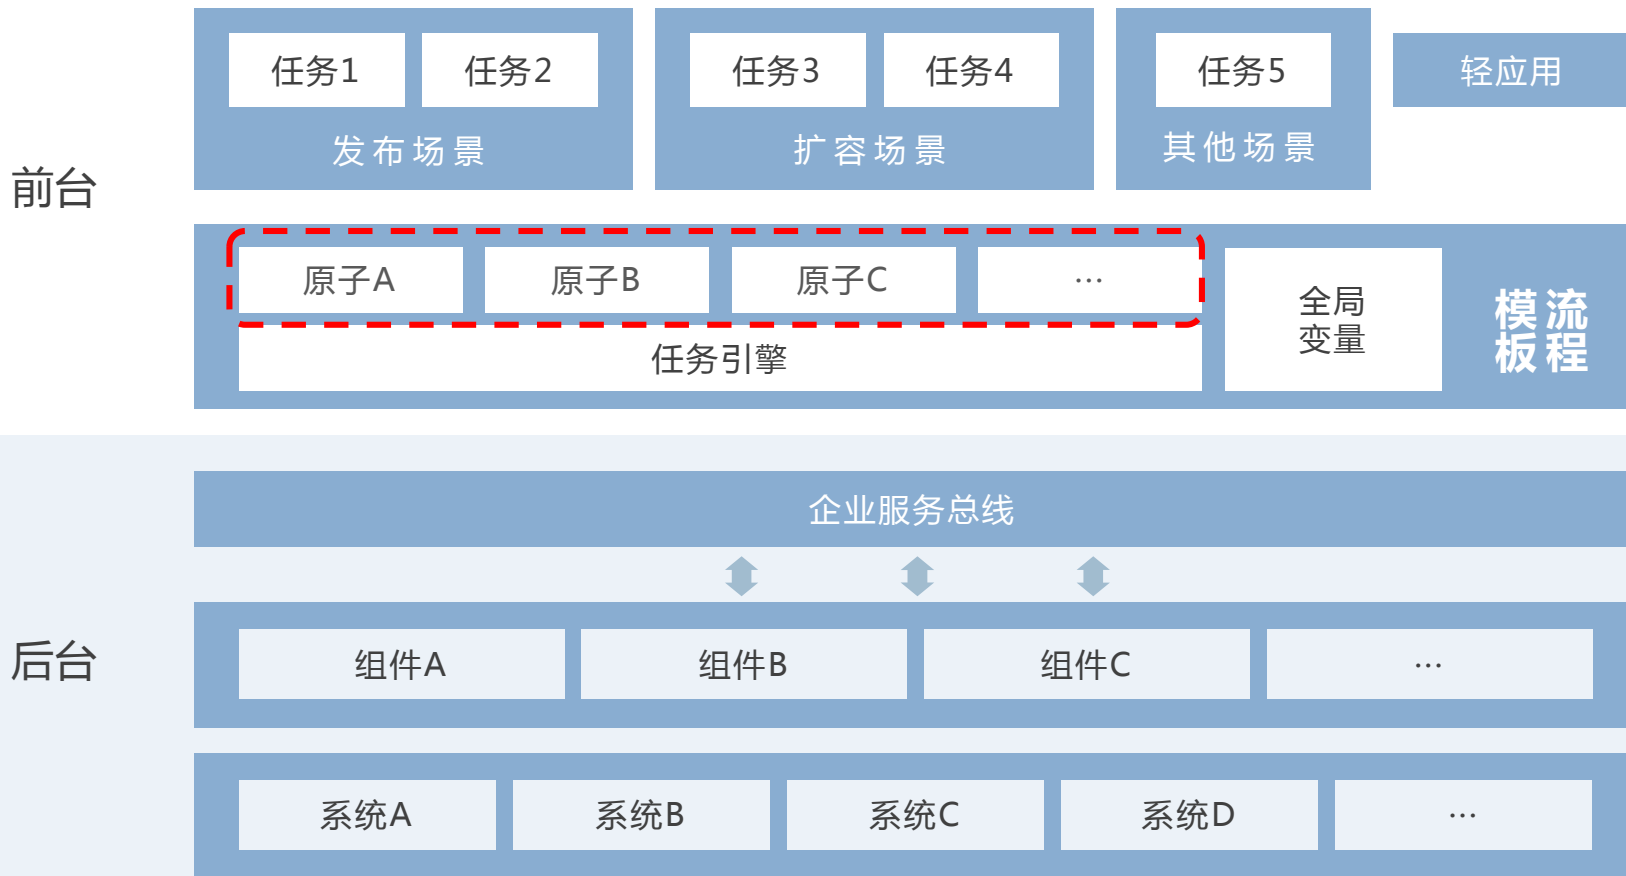 任务1
任务2
任务3
任务4
任务5
轻应用
发布场景
扩容场景
其他场景
前台
原子A
原子B
原子C
...
全局
变量
流程
模板
任务引擎
企业服务总线
后台
组件A
组件B
组件C
...
系统A
系统B
系统C
系统D
...